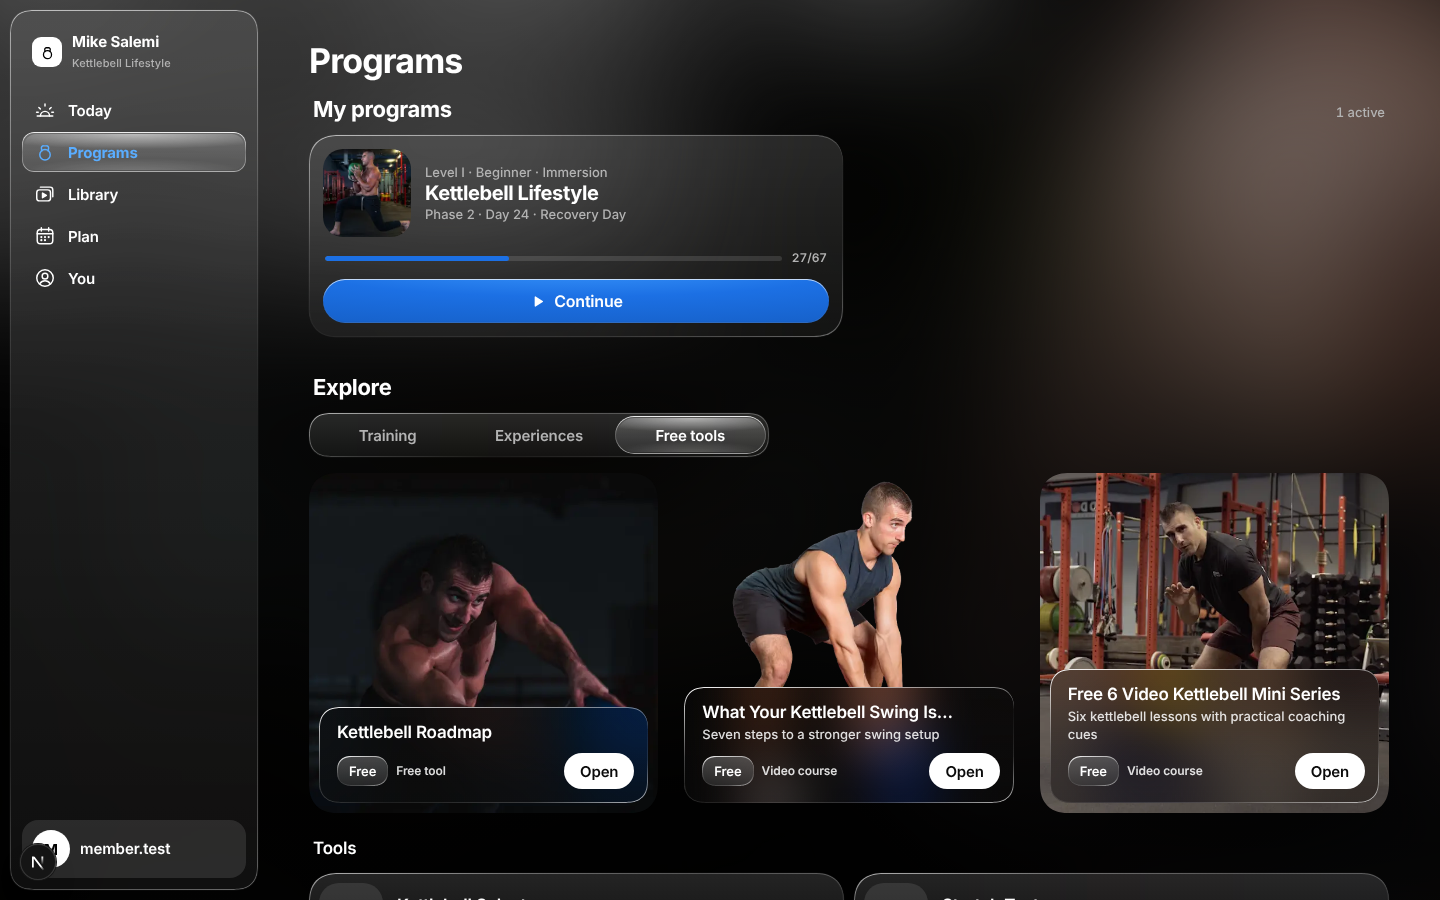 Mike Salemi
Kettlebell Lifestyle
Today
Programs
Library
Plan
You
member.test
Programs
My programs
1 active
Level I · Beginner · Immersion
Kettlebell Lifestyle
Phase 2 · Day 24 · Recovery Day
27/67
Continue
Explore
Training
Experiences
Free tools
Kettlebell Roadmap
Free
Free tool
Open
What Your Kettlebell Swing Is...
Seven steps to a stronger swing setup
Free
Video course
Open
Free 6 Video Kettlebell Mini Series
Six kettlebell lessons with practical coaching
cues
Free
Video course
Open
Tools